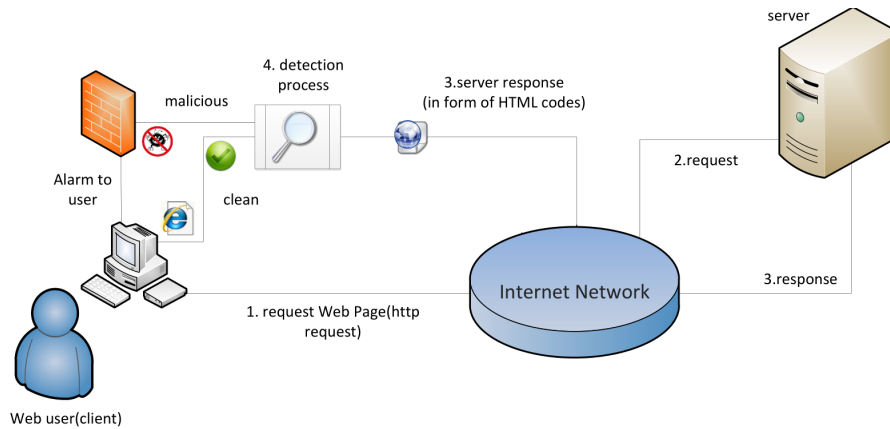 server
4. detection
process
3.server response
(in form of HTML codes)
malicious
2.request
Alarm to
user
clean
Internet Network
3.response
1. request Web Page(http
request)
Web user(client)